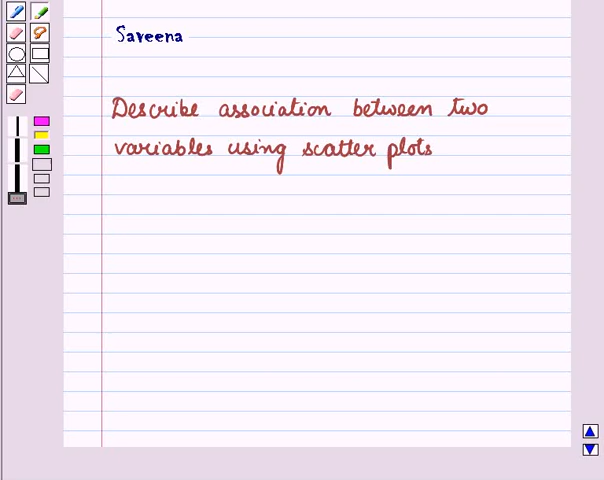 Saveena
Describe association between two
variables using scatter plots